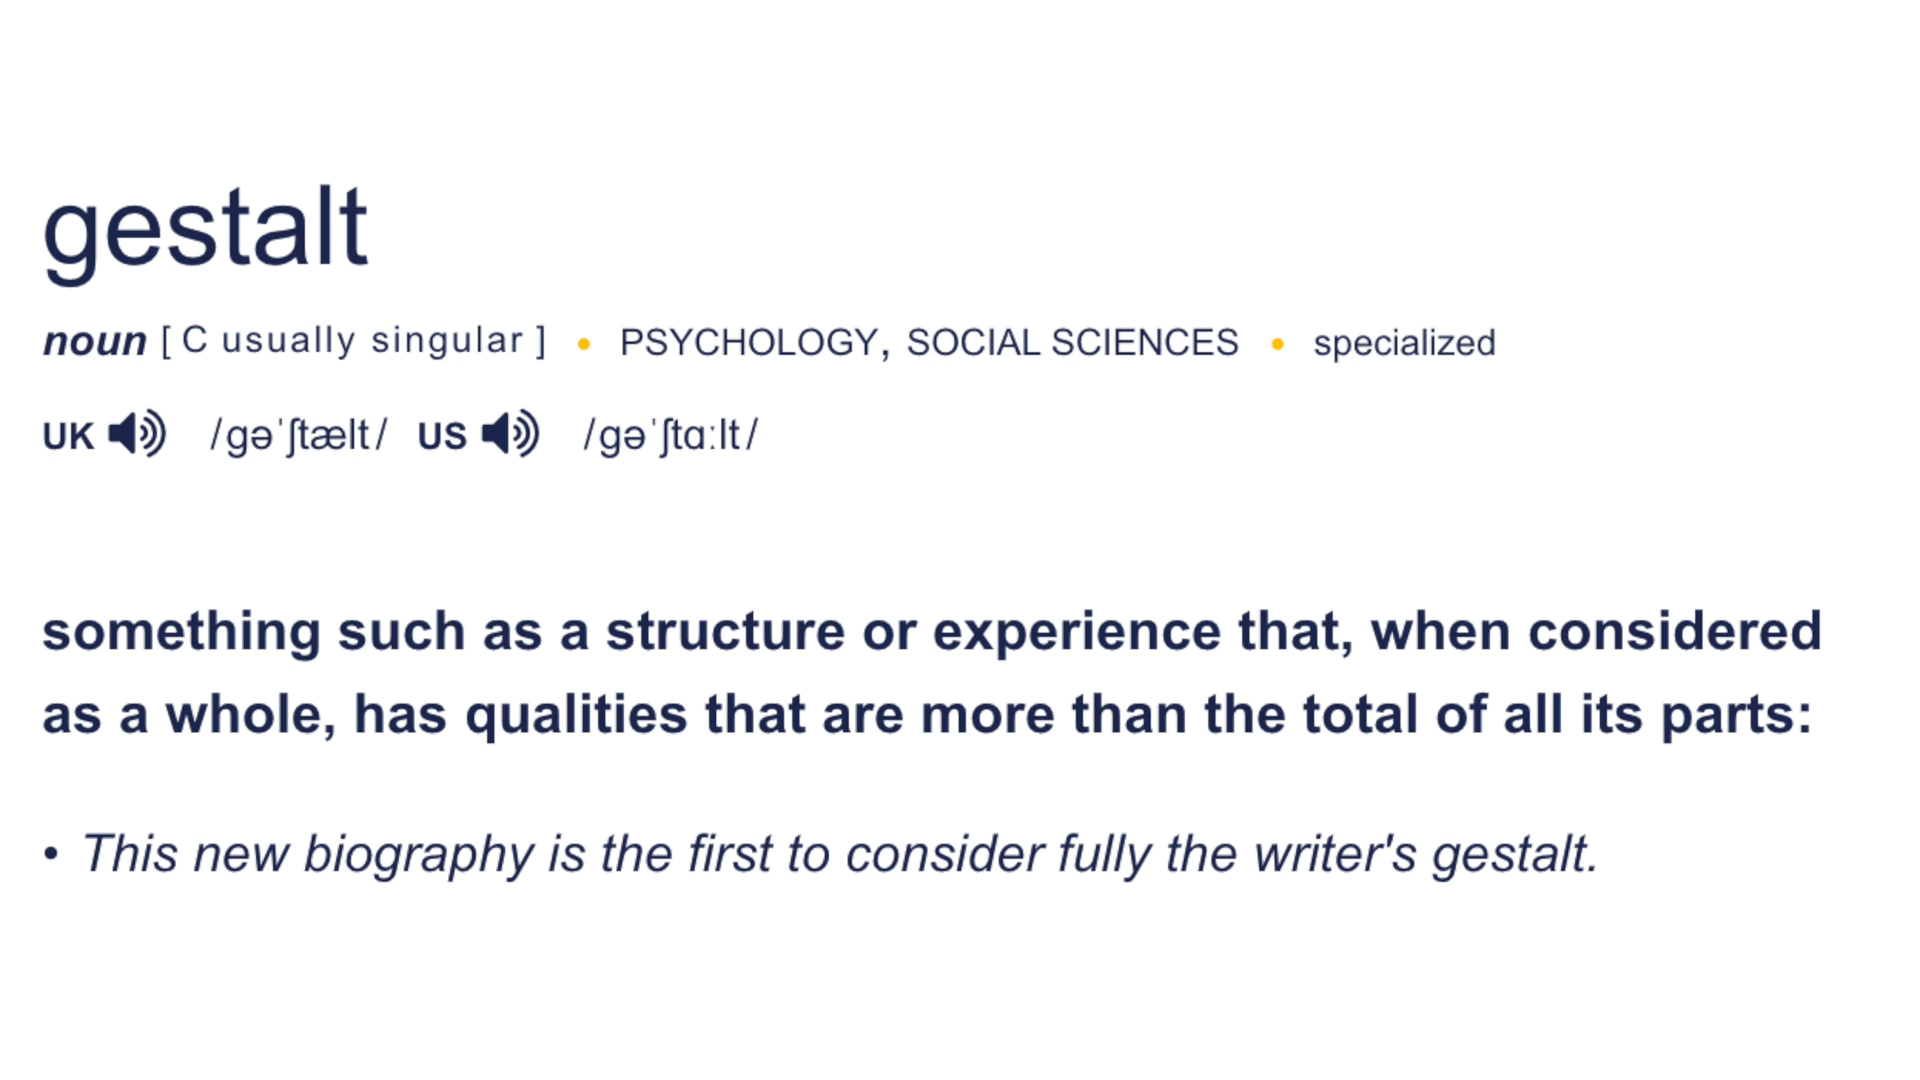 gestalt
noun [ C usually singular ] • PSYCHOLOGY, SOCIAL SCIENCES • specialized
UK /ɡəˈʃtælt/ US /ɡəˈʃtɑːlt/
something such as a structure or experience that, when considered
as a whole, has qualities that are more than the total of all its parts:
• This new biography is the first to consider fully the writer's gestalt.